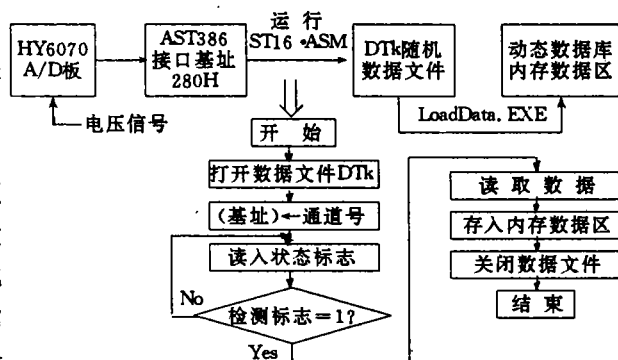 HY6070
A/D板
AST386
接口基址
280H
运行
ST16·ASM
DTk随机
数据文件
动态数据库
内存数据区
电压信号
LoadData. EXE
开始
打开数据文件DTk
(基址)←通道号
读入状态标志
No
检测标志=1?
Yes
读取数据
存入内存数据区
关闭数据文件
结束